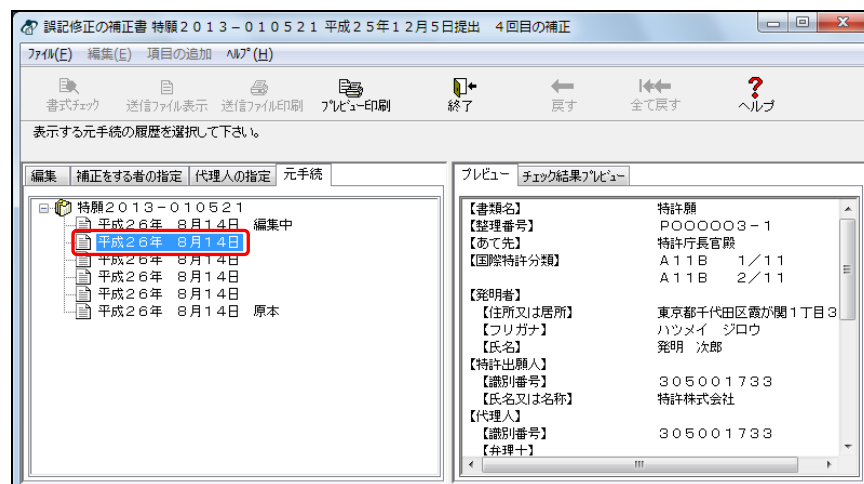 誤記修正の補正書 特願２０１３－０１０５２１ 平成２５年１２月５日提出 ４回目の補正
ﾌｧｲﾙ(F) 編集(E) 項目の追加 ﾍﾙﾌﾟ(H)
書式ﾁｪｯｸ 送信ﾌｧｲﾙ表示 送信ﾌｧｲﾙ印刷 ﾌﾟﾚﾋﾞｭｰ印刷 終了 戻す 全て戻す ヘルプ
表示する元手続の履歴を選択して下さい。
編集 補正をする者の指定 代理人の指定 元手続
特願２０１３－０１０５２１
平成２６年 ８月１４日 編集中
平成２６年 ８月１４日
平成２６年 ８月１４日
平成２６年 ８月１４日
平成２６年 ８月１４日
平成２６年 ８月１４日 原本
プレビュー チェック結果ﾌﾟﾚﾋﾞｭｰ
【書類名】 特許願
【整理番号】 Ｐ０００００３－１
【あて先】 特許庁長官殿
【国際特許分類】 Ａ１１Ｂ １／１１
Ａ１１Ｂ ２／１１
【発明者】
【住所又は居所】 東京都千代田区霞が関１丁目３
【フリガナ】 ハツメイ ジロウ
【氏名】 発明 次郎
【特許出願人】
【識別番号】 ３０５００１７３３
【氏名又は名称】 特許株式会社
【代理人】
【識別番号】 ３０５００１７３３
【弁理士】